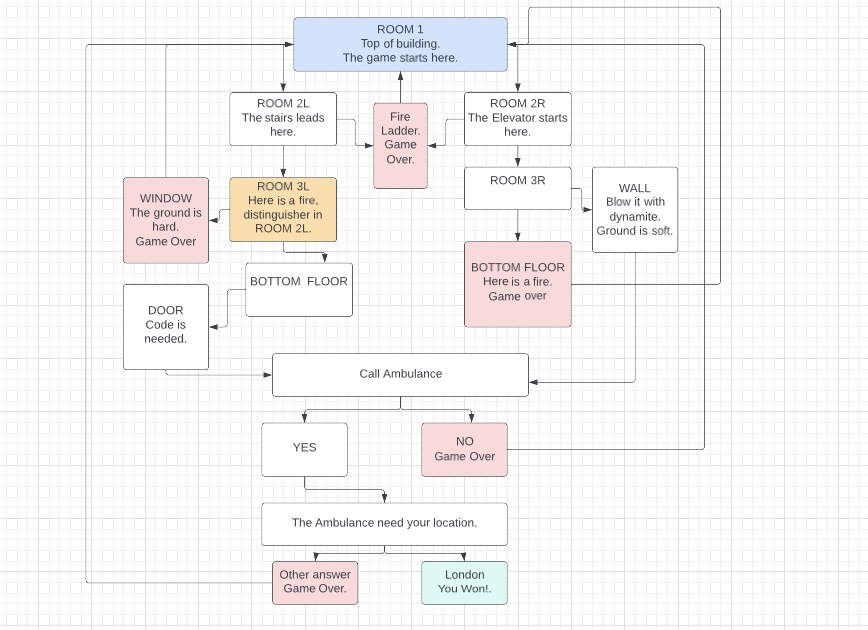 ROOM 1
Top of building.
The game starts here.
ROOM 2L
The stairs leads
here.
Fire
Ladder.
Game
Over.
ROOM 2R
The Elevator starts
here.
WINDOW
The ground is
hard.
Game Over
ROOM 3L
Here is a fire,
distinguisher in
ROOM 2L.
ROOM 3R
WALL
Blow it with
dynamite.
Ground is soft.
BOTTOM FLOOR
BOTTOM FLOOR
Here is a fire.
Game over
DOOR
Code is
needed.
Call Ambulance
YES
NO
Game Over
The Ambulance need your location.
Other answer
Game Over.
London
You Won!.